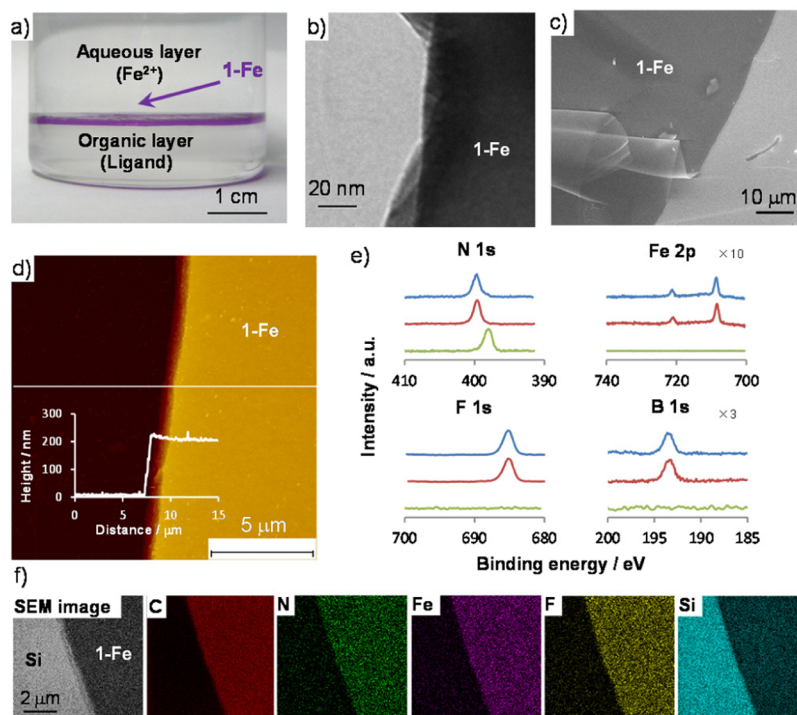 a)
Aqueous layer
(Fe²⁺)
1-Fe
Organic layer
(Ligand)
1 cm
b)
1-Fe
20 nm
c)
1-Fe
10 μm
d)
1-Fe
300
200
100
0
Height / nm
0 5 10 15
Distance / μm
5 μm
e)
N 1s
410 400 390
Fe 2p ×10
740 720 700
F 1s
700 684 680
B 1s ×3
200 195 190 185
Intensity / a.u.
Binding energy / eV
f)
SEM image
Si
1-Fe
2 μm
C
N
Fe
F
Si